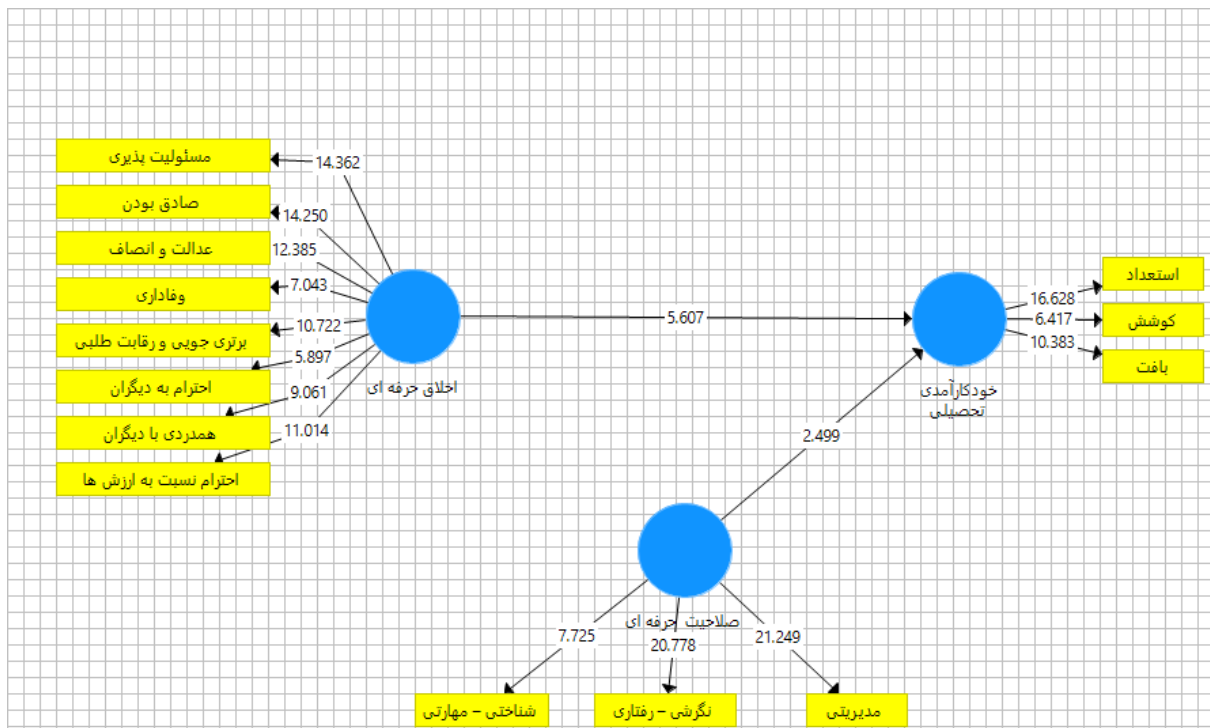 مسئولیت پذیری
14.362
صادق بودن
14.250
عدالت و انصاف
12.385
وفاداری
7.043
برتری جویی و رقابت طلبی
10.722
احترام به دیگران
5.897
همدردی با دیگران
9.061
احترام نسبت به ارزش ها
11.014
اخلاق حرفه ای
5.607
خودکارآمدی
تحصیلی
استعداد
16.628
کوشش
6.417
بافت
10.383
2.499
صلاحیت حرفه ای
7.725
20.778
21.249
شناختی – مهارتی
نگرشی – رفتاری
مدیریتی